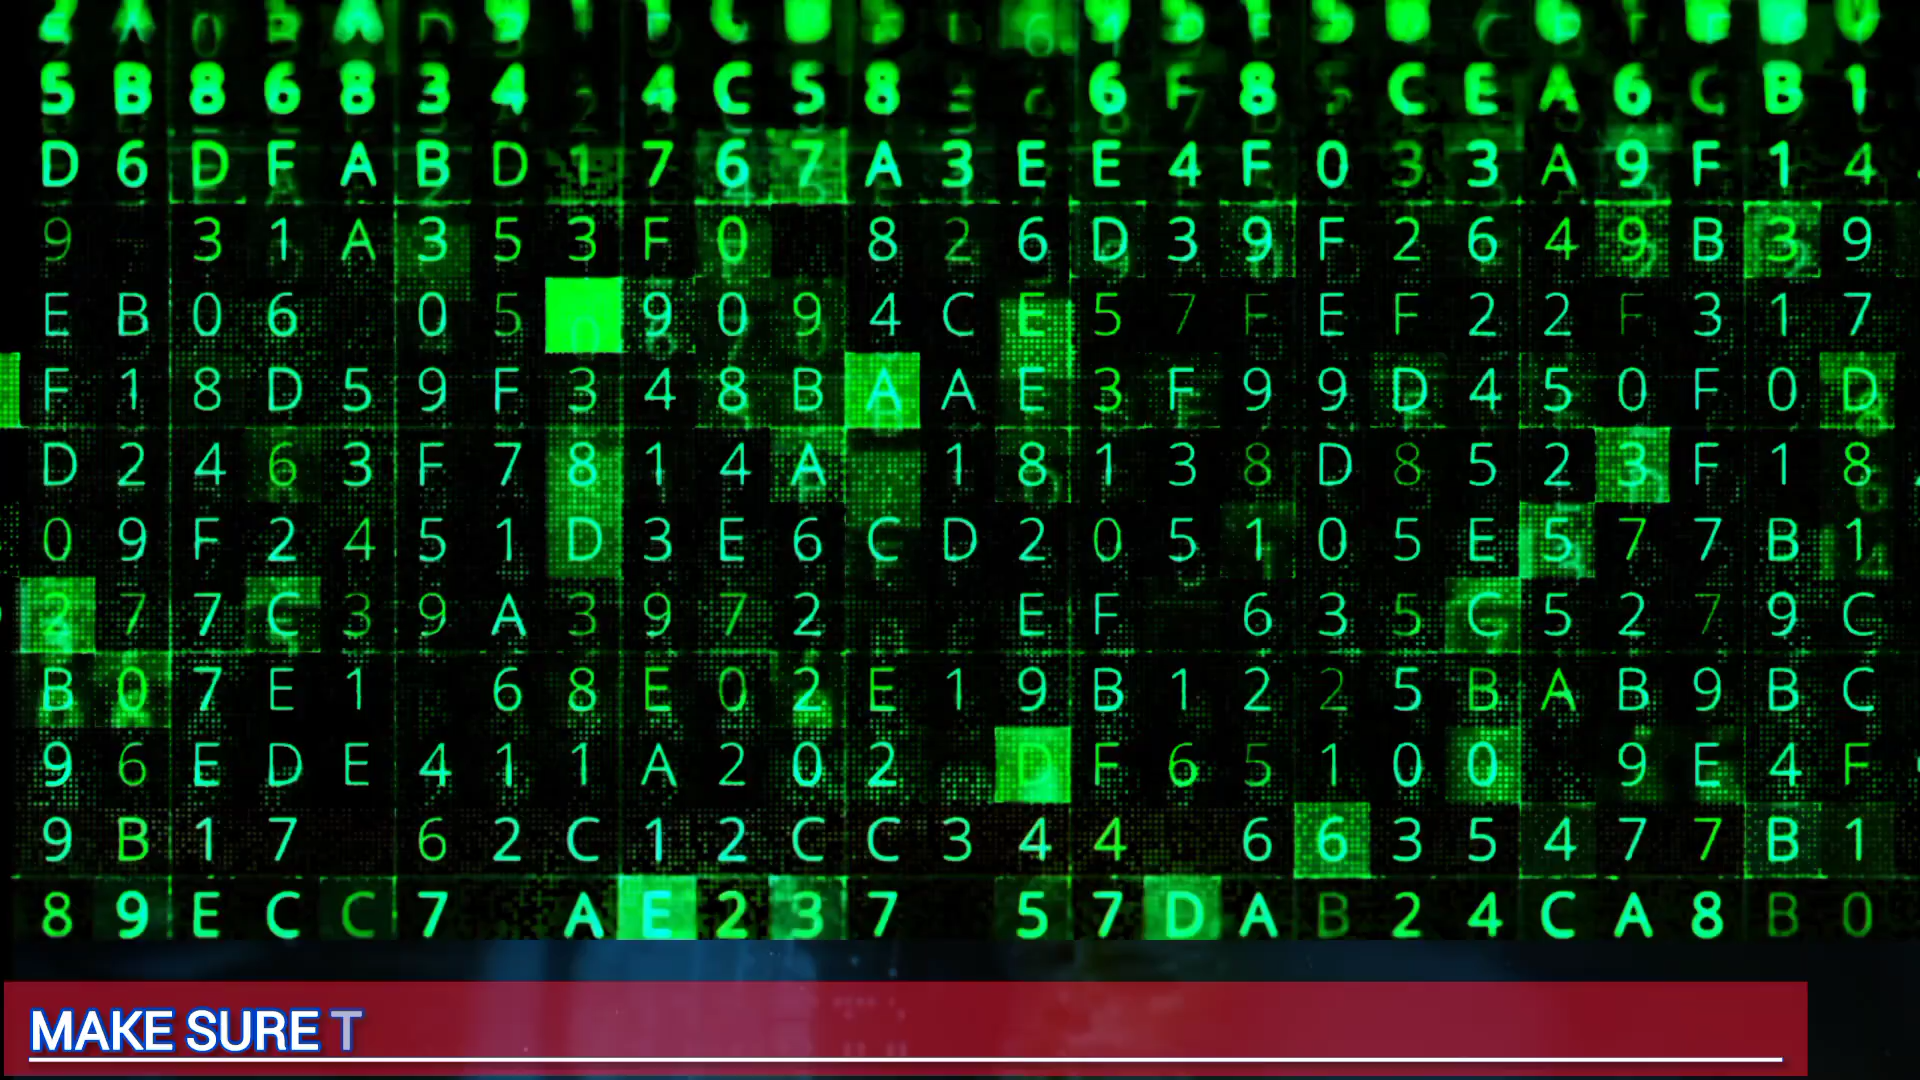 5 B 8 6 8 3 4 4 C 5 8 6 F 8 C E A 6 C B 1
D 6 D F A B D 1 7 6 7 A 3 E E 4 F 0 3 3 A 9 F 1 4
9 3 1 A 3 5 3 F 0 8 2 6 D 3 9 F 2 6 4 9 B 3 9
E B 0 6 0 5 0 9 0 9 4 C E 5 7 F E F 2 2 F 3 1 7
F 1 8 D 5 9 F 3 4 8 B A A E 3 F 9 9 D 4 5 0 F 0 D
D 2 4 6 3 F 7 8 1 4 A 1 8 1 3 8 D 8 5 2 3 F 1 8
0 9 F 2 4 5 1 D 3 E 6 C D 2 0 5 1 0 5 E 5 7 7 B 1
2 7 7 C 3 9 A 3 9 7 2 E F 6 3 5 C 5 2 7 9 C
B 0 7 E 1 6 8 E 0 2 E 1 9 B 1 2 2 5 B A B 9 B C
9 6 E D E 4 1 1 A 2 0 2 D F 6 5 1 0 0 9 E 4 F
9 B 1 7 6 2 C 1 2 C C 3 4 4 6 6 3 5 4 7 7 B 1
8 9 E C C 7 A E 2 3 7 5 7 D A B 2 4 C A 8 B 0
MAKE SURE T